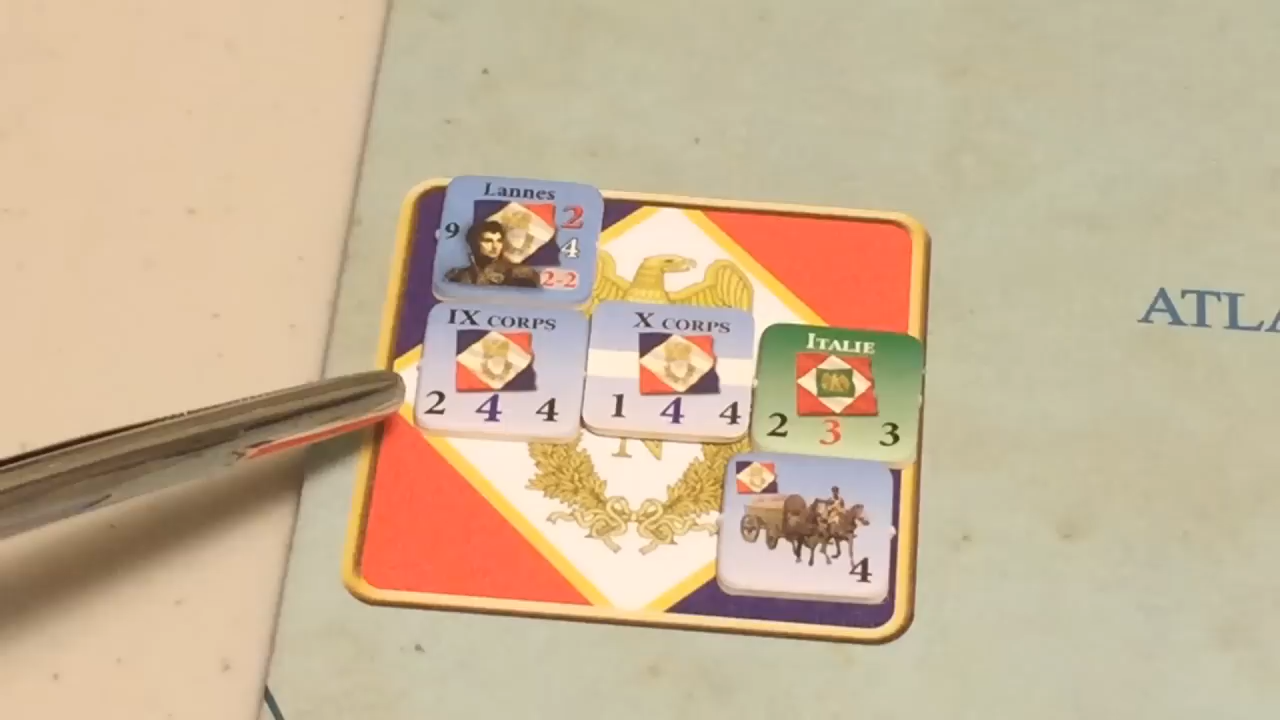 Lannes
9 2
4
2-2
IX CORPS
2 4 4
X CORPS
1 4 4
ITALIE
2 3 3
N
4
ATLA